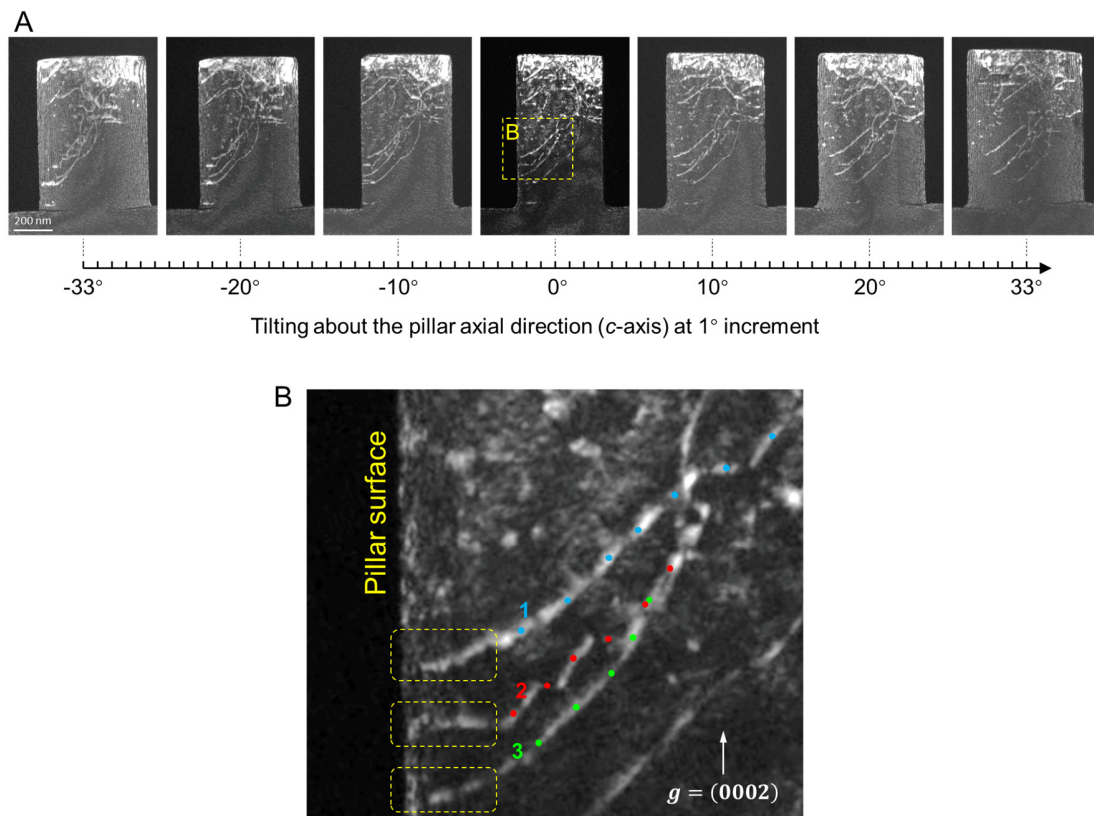 A
B
200 nm
-33° -20° -10° 0° 10° 20° 33°
Tilting about the pillar axial direction (c-axis) at 1° increment
B
Pillar surface
1
2
3
g = (0002)